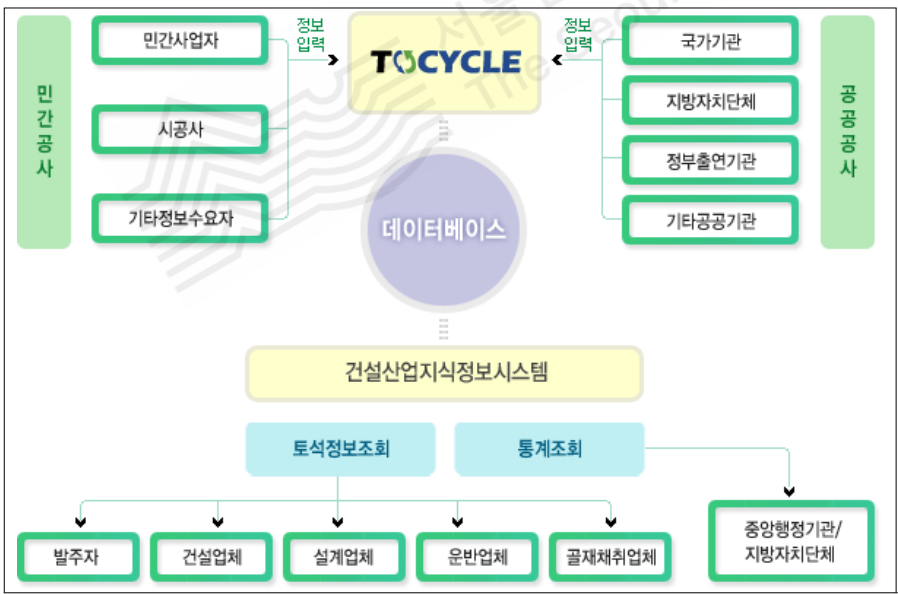 서울
The Seoul
민간공사
민간사업자
시공사
기타정보수요자
정보
입력
TOCYCLE
정보
입력
국가기관
지방자치단체
정부출연기관
기타공공기관
공공공사
데이터베이스
건설산업지식정보시스템
토석정보조회
통계조회
발주자
건설업체
설계업체
운반업체
골재채취업체
중앙행정기관/
지방자치단체